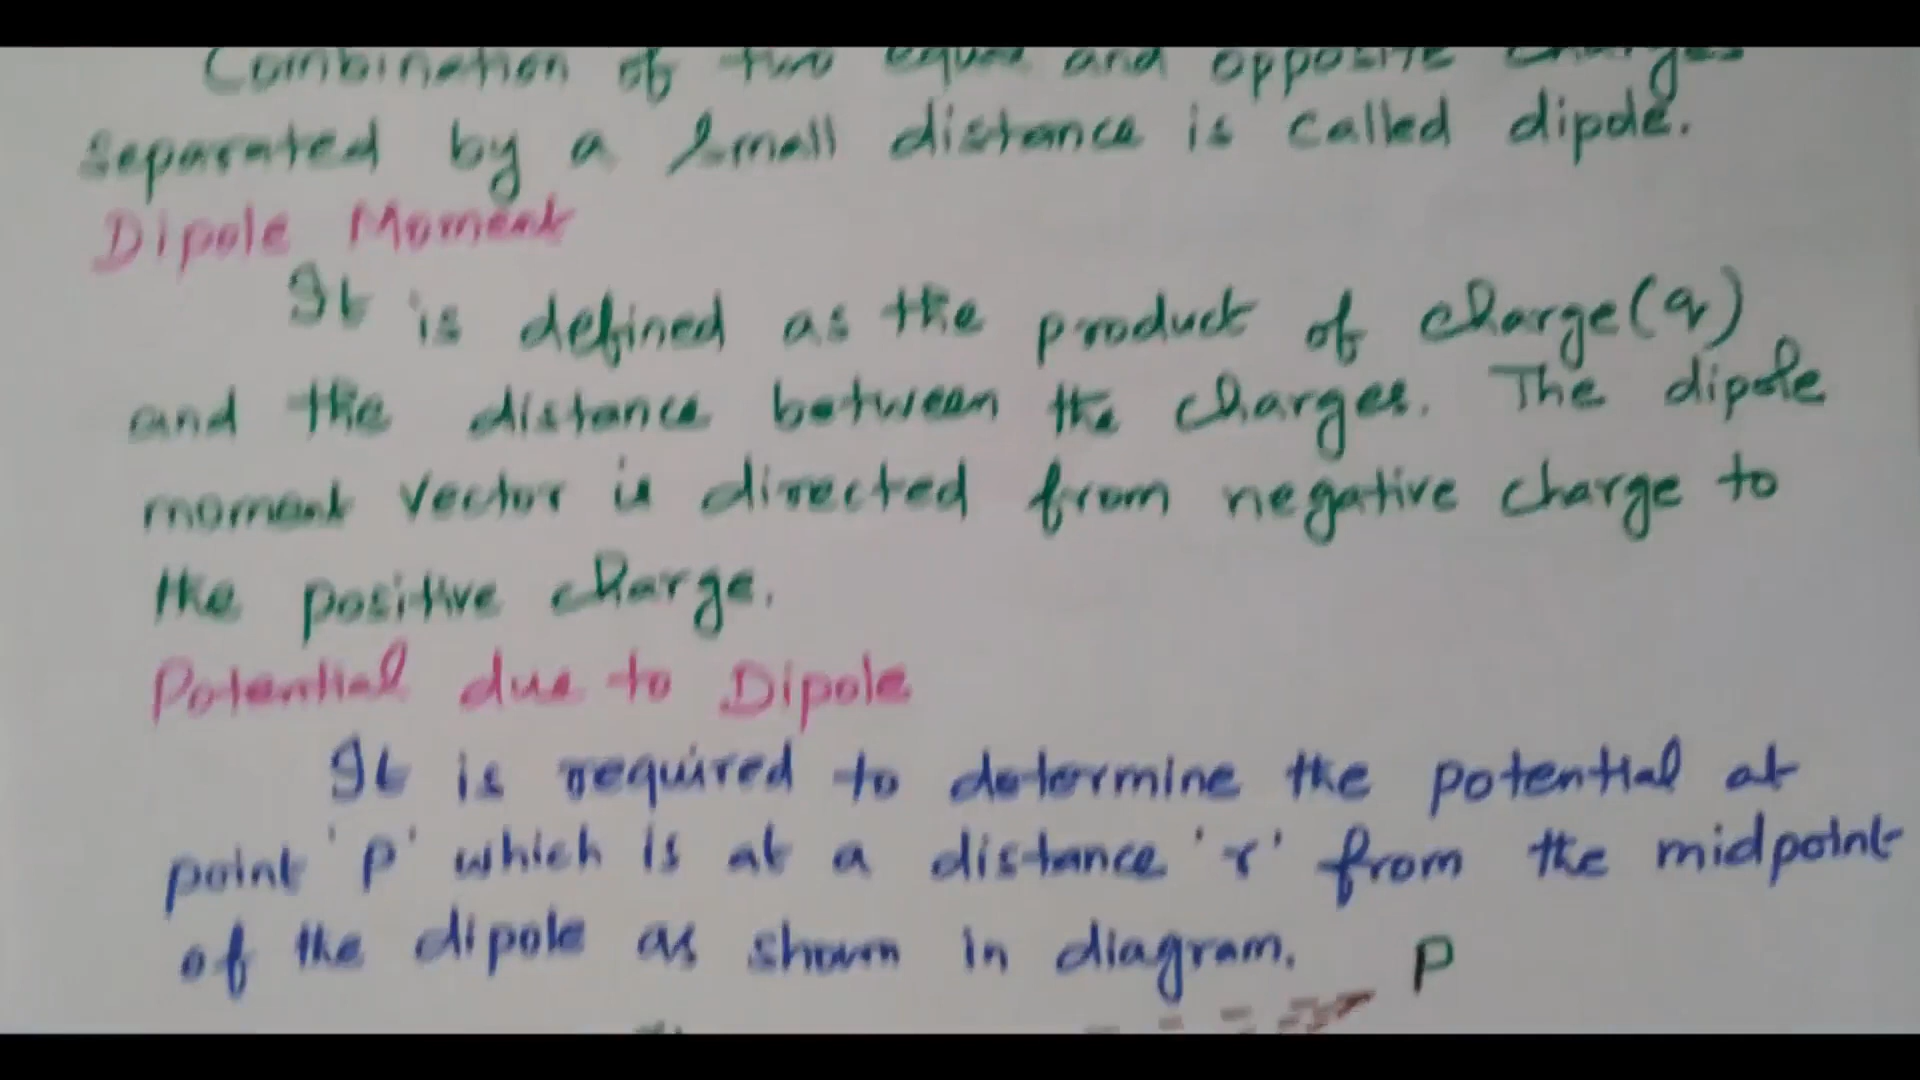 Combination of two equal and opposite charges
separated by a small distance is called dipole.
Dipole Moment
It is defined as the product of charge(q)
and the distance between the charges. The dipole
moment vector is directed from negative charge to
the positive charge.
Potential due to Dipole
It is required to determine the potential at
point 'P' which is at a distance 'r' from the midpoint
of the dipole as shown in diagram.
P